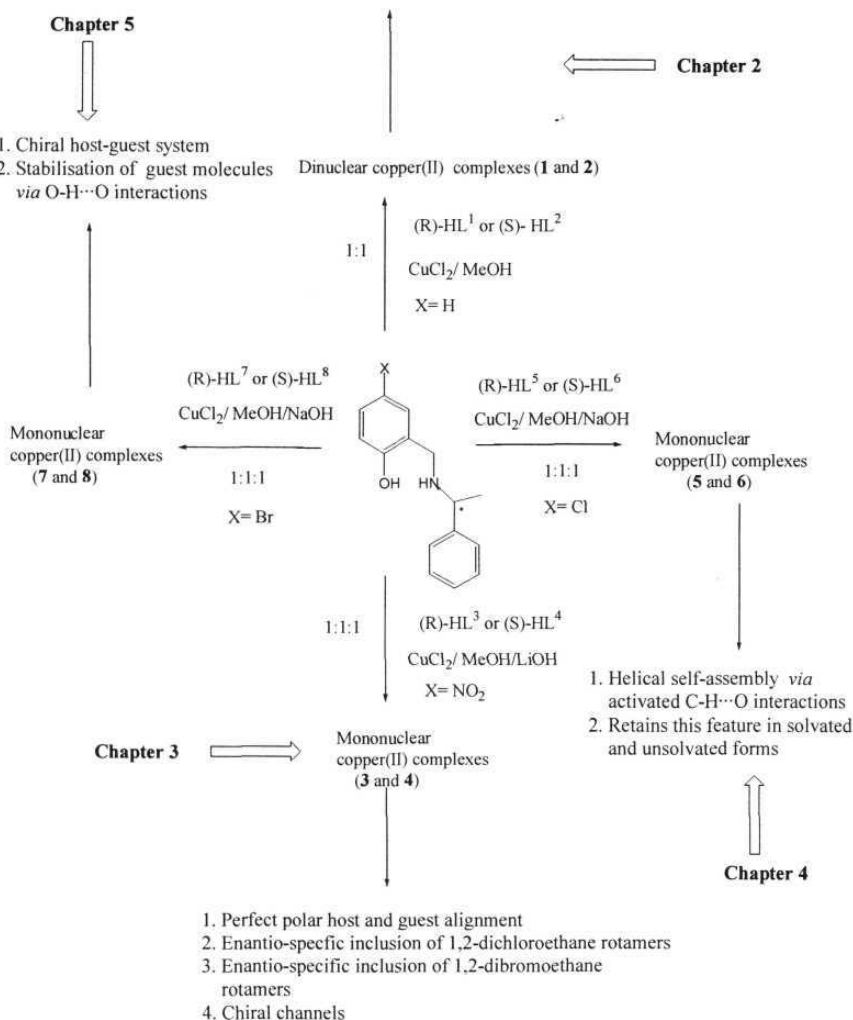 Chapter 5
Chapter 2
1. Chiral host-guest system
2. Stabilisation of guest molecules
via O-H···O interactions
Dinuclear copper(II) complexes (1 and 2)
1:1
(R)-HL¹ or (S)- HL²
CuCl₂/ MeOH
X= H
X
OH HN
(R)-HL⁷ or (S)-HL⁸
CuCl₂/ MeOH/NaOH
1:1:1
X= Br
Mononuclear
copper(II) complexes
(7 and 8)
(R)-HL⁵ or (S)-HL⁶
CuCl₂/ MeOH/NaOH
1:1:1
X= Cl
Mononuclear
copper(II) complexes
(5 and 6)
1:1:1
(R)-HL³ or (S)-HL⁴
CuCl₂/ MeOH/LiOH
X= NO₂
1. Helical self-assembly via
activated C-H···O interactions
2. Retains this feature in solvated
and unsolvated forms
Chapter 3
Mononuclear
copper(II) complexes
(3 and 4)
Chapter 4
1. Perfect polar host and guest alignment
2. Enantio-specfic inclusion of 1,2-dichloroethane rotamers
3. Enantio-specific inclusion of 1,2-dibromoethane
rotamers
4. Chiral channels